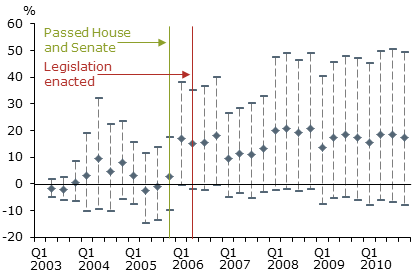 %
60
Passed House
and Senate
50
Legislation
enacted
40
30
20
10
0
-10
-20
Q1 Q1 Q1 Q1 Q1 Q1 Q1 Q1
2003 2004 2005 2006 2007 2008 2009 2010